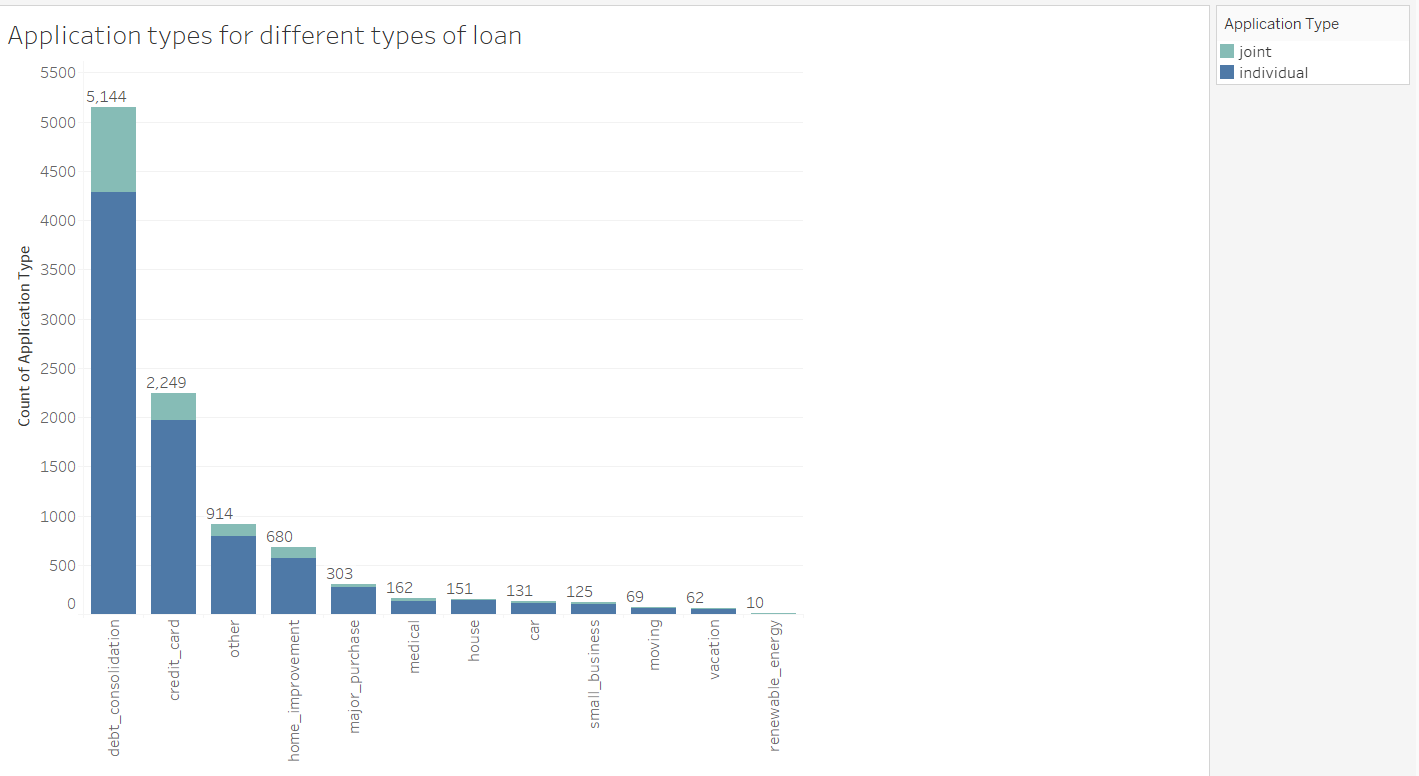 Application types for different types of loan
Application Type
joint
individual
Count of Application Type
5500
5000
4500
4000
3500
3000
2500
2000
1500
1000
500
0
5,144
2,249
914
680
303
162
151
131
125
69
62
10
debt_consolidation
credit_card
other
home_improvement
major_purchase
medical
house
car
small_business
moving
vacation
renewable_energy